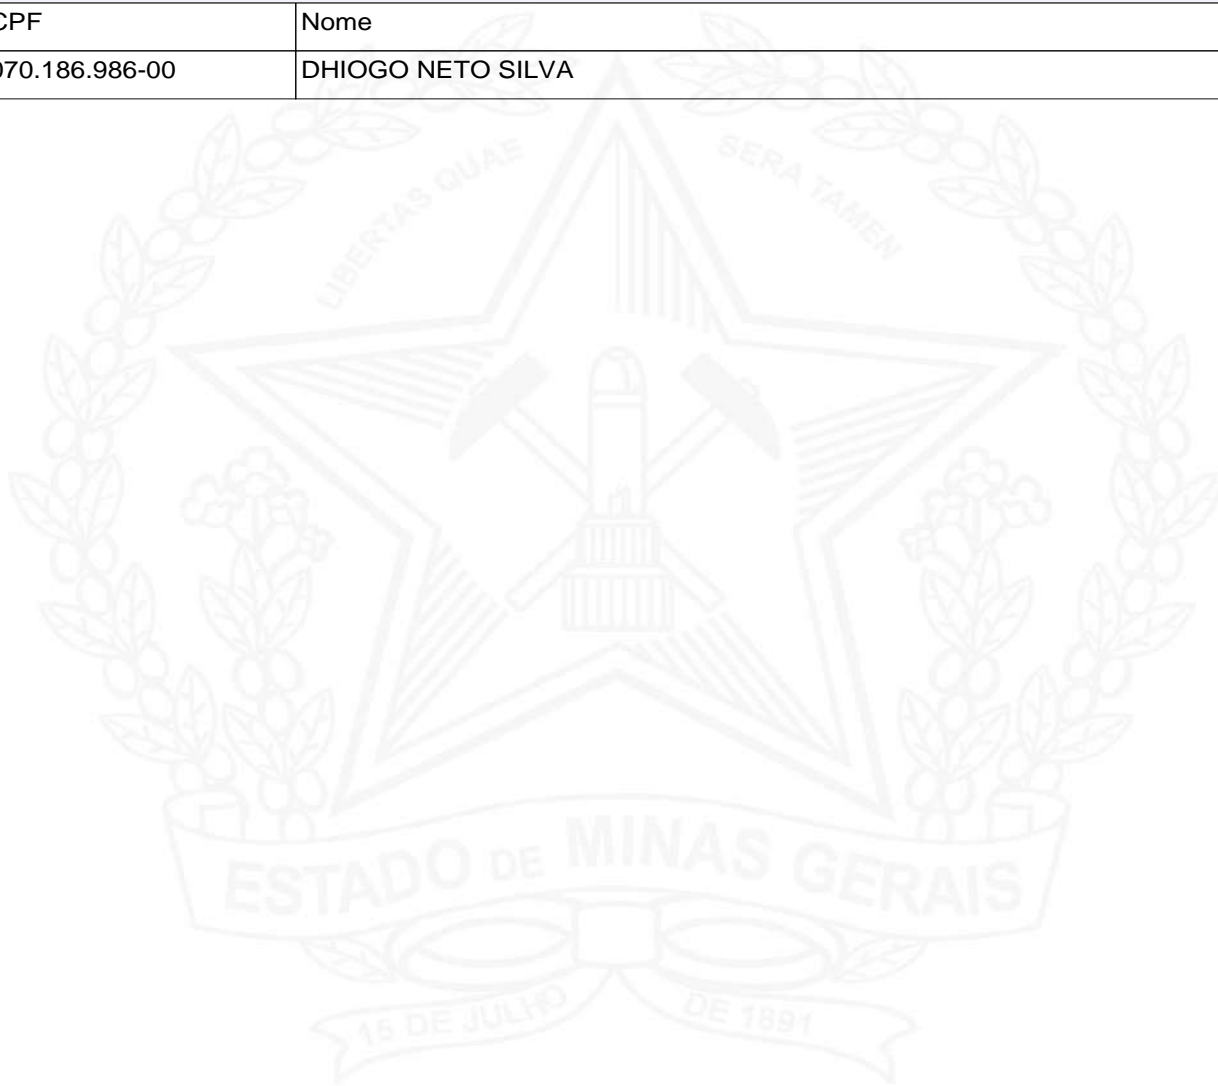 CPF Nome
070.186.986-00 DHIOGO NETO SILVA
LIBERTAS QUAE SERA TAMEN
ESTADO DE MINAS GERAIS
15 DE JULHO DE 1891